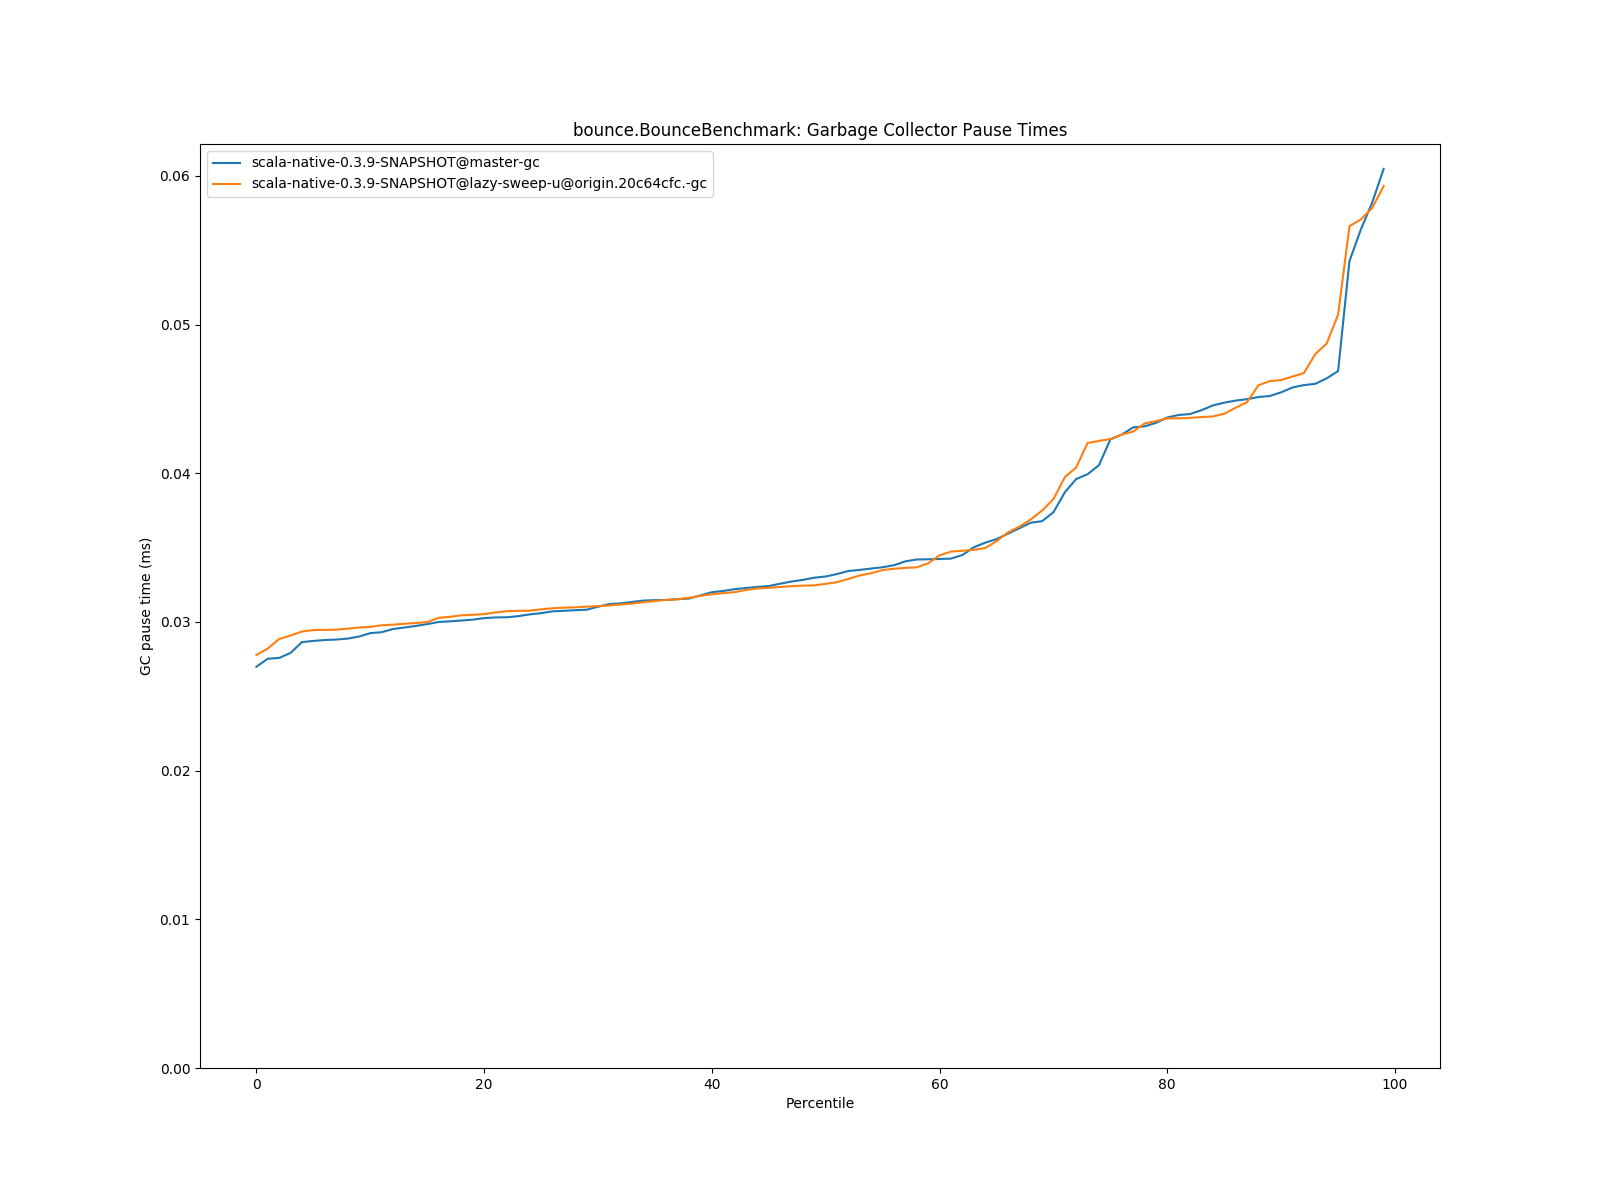 bounce.BounceBenchmark: Garbage Collector Pause Times
scala-native-0.3.9-SNAPSHOT@master-gc
scala-native-0.3.9-SNAPSHOT@lazy-sweep-u@origin.20c64cfc.-gc
0.06
0.05
0.04
0.03
0.02
0.01
0.00
GC pause time (ms)
0 20 40 60 80 100
Percentile